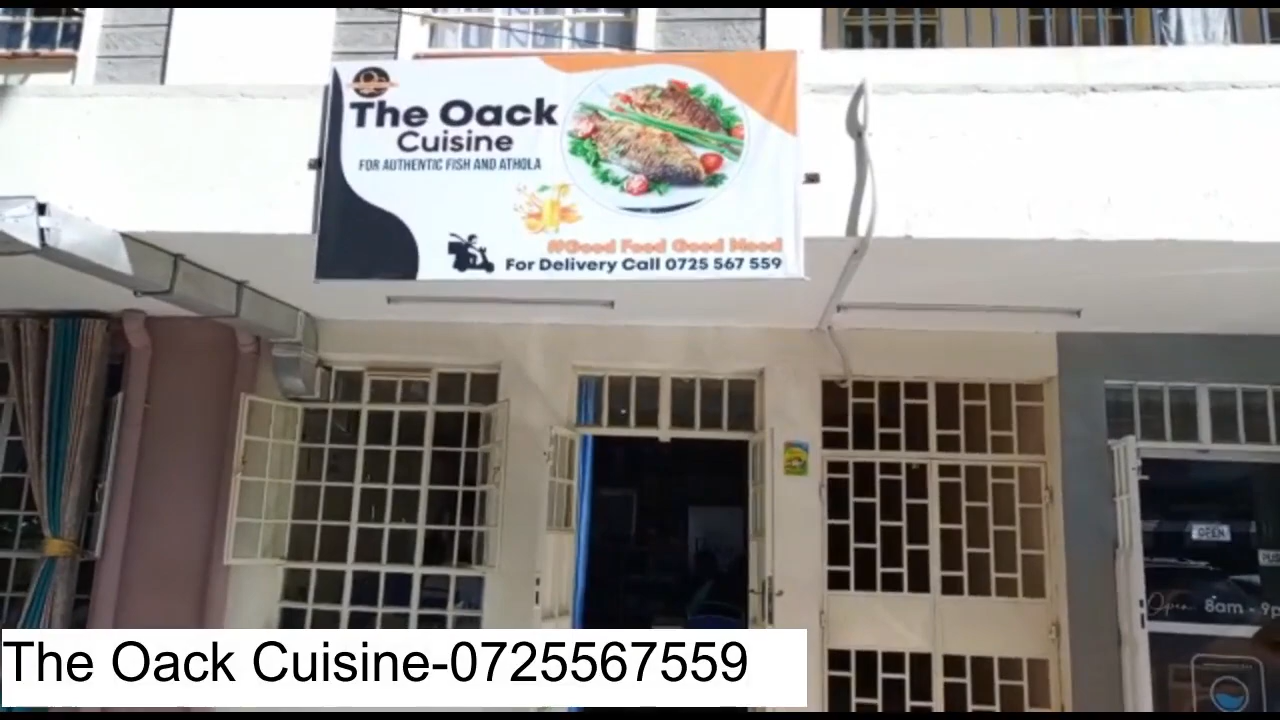 The Oack
Cuisine
FOR AUTHENTIC FISH AND ATHOLA
#Good Food Good Mood
For Delivery Call 0725 567 559
OPEN
Open 8am - 9p
The Oack Cuisine-0725567559